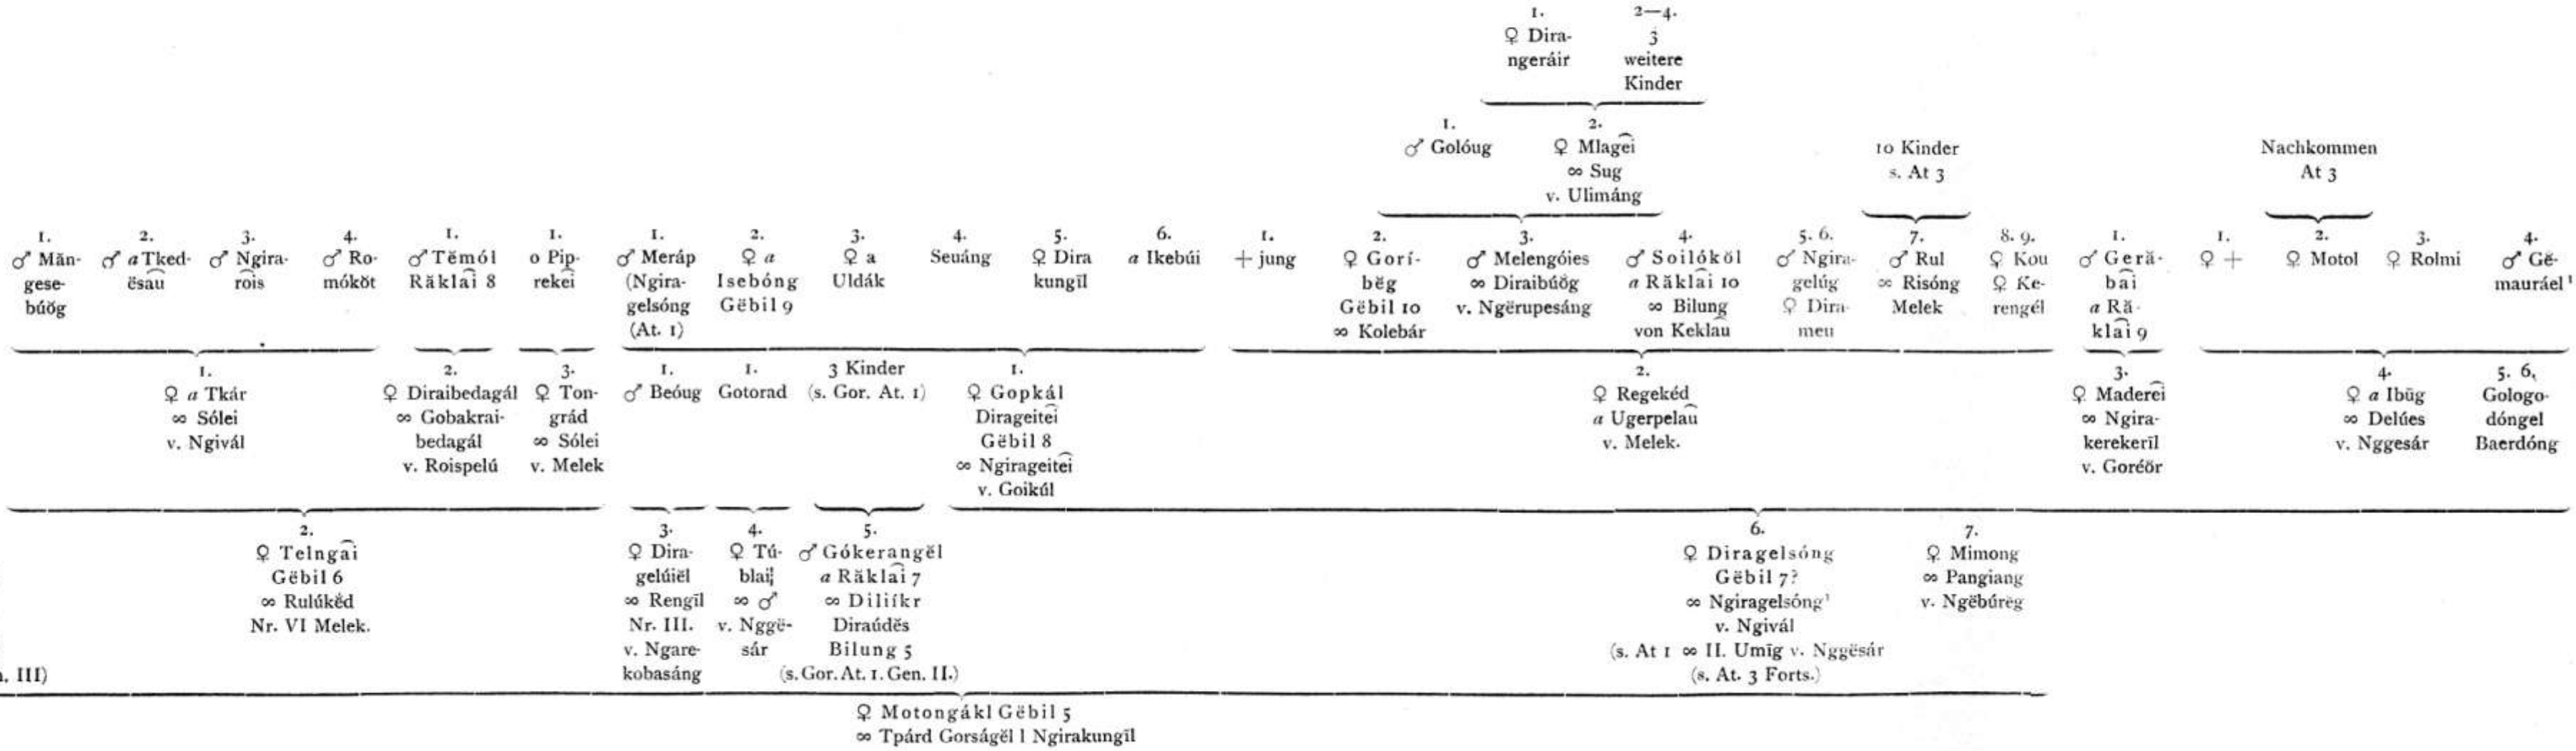 1. 2—4.
♀ Dira- 3
ngeráir weitere
Kinder
1. 2.
♂ Golóug ♀ Mlagei͡ 10 Kinder Nachkommen
∞ Sug s. At 3 At 3
v. Ulimáng
1. 2. 3. 4. 1. 1. 1. 2. 3. 4. 5. 6. 1. 2. 3. 4. 5. 6. 7. 8. 9. 1. 1. 2. 3. 4.
♂ Măn- ♂ a Tked- ♂ Ngira- ♂ Ro- ♂ Tĕmól o Pip- ♂ Meráp ♀ a ♀ a Seuáng ♀ Dira a Ikebúi + jung ♀ Gorí- ♂ Melengóies ♂ Soilóköl ♂ Ngira- ♂ Rul ♀ Kou ♂ Geră- ♀ + ♀ Motol ♀ Rolmi ♂ Gĕ-
gese- ësau͡ roi͡s mókŏt Răklai͡ 8 rekei͡ (Ngira- Isebóng Uldák kungīl bĕg ∞ Diraibúŏg a Răklai͡ 10 gelúg ∞ Risóng ♀ Ke- bai͡ mauráel¹
búŏg gelsóng Gĕbil 9 Gĕbil 10 v. Ngĕrupesáng ∞ Bilung ♀ Dira- Melek rengél a Ră-
(At. 1) ∞ Kolebár von Keklau͡ meu klai͡ 9
1. 2. 3. 1. 1. 3 Kinder 1. 2. 3. 4. 5. 6.
♀ a Tkár ♀ Diraibedagál ♀ Ton- ♂ Beóug Gotorad (s. Gor. At. 1) ♀ Gopkál ♀ Regekéd ♀ Maderei͡ ♀ a Ibūg Gologo-
∞ Sólei ∞ Gobakrai- grád Dirageitei͡ a Ugerpelau͡ ∞ Ngira- ∞ Delúes dóngel
v. Ngivál bedagál ∞ Sólei Gĕbil 8 v. Melek. kerekerīl v. Nggesár Baerdóng
v. Roispelú v. Melek ∞ Ngirageitei͡ v. Goréŏr
v. Goikúl
2. 3. 4. 5. 6. 7.
♀ Telngai͡ ♀ Dira- ♀ Tú- ♂ Gókerangĕl ♀ Diragelsóng ♀ Mimong
Gĕbil 6 gelúiĕl blai a Răklai͡ 7 Gĕbil 7? ∞ Pangiang
∞ Rulúkĕd ∞ Rengīl ∞ ♂ ∞ Dilíikr ∞ Ngiragelsóng¹ v. Ngĕbúrĕg
Nr. VI Melek. Nr. III. v. Nggĕ- Diraúdĕs v. Ngivál
v. Ngare- sár Bilung 5 (s. At 1 ∞ II. Umīg v. Nggĕsár
III) kobasáng (s. Gor. At. 1. Gen. II.) (s. At. 3 Forts.)
♀ Motongákl Gĕbil 5
∞ Tpárd Gorságĕl l Ngirakungīl